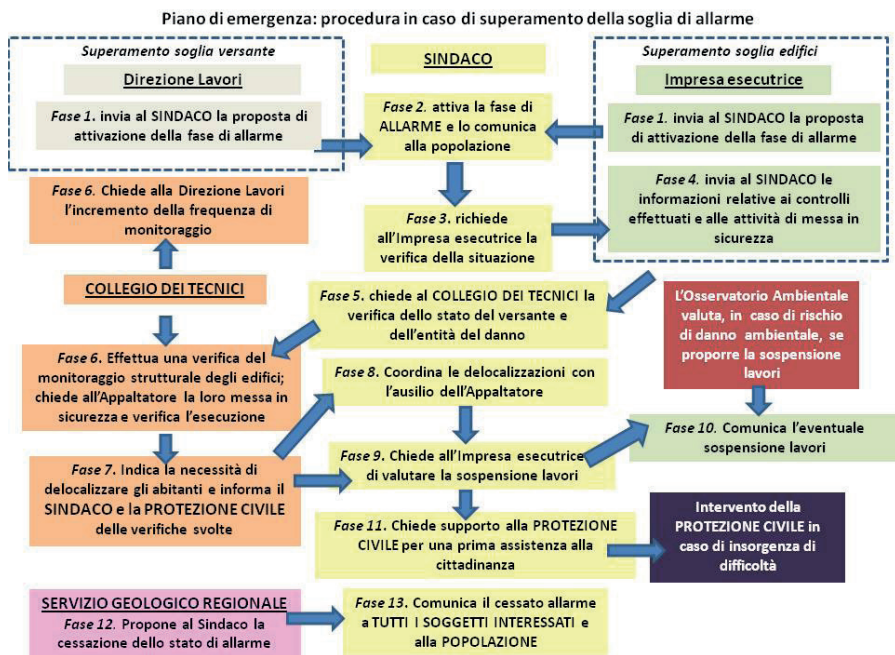 Piano di emergenza: procedura in caso di superamento della soglia di allarme
Superamento soglia versante
Direzione Lavori
Fase 1. invia al SINDACO la proposta di
attivazione della fase di allarme
SINDACO
Fase 2. attiva la fase di
ALLARME e lo comunica
alla popolazione
Superamento soglia edifici
Impresa esecutrice
Fase 1. invia al SINDACO la proposta
di attivazione della fase di allarme
Fase 6. Chiede alla Direzione Lavori
l'incremento della frequenza di
monitoraggio
Fase 3. richiede
all'Impresa esecutrice la
verifica della situazione
Fase 4. invia al SINDACO le
informazioni relative ai controlli
effettuati e alle attività di messa in
sicurezza
COLLEGIO DEI TECNICI
Fase 5. chiede al COLLEGIO DEI TECNICI la
verifica dello stato del versante e
dell'entità del danno
L'Osservatorio Ambientale
valuta, in caso di rischio
di danno ambientale, se
proporre la sospensione
lavori
Fase 6. Effettua una verifica del
monitoraggio strutturale degli edifici;
chiede all'Appaltatore la loro messa in
sicurezza e verifica l'esecuzione
Fase 8. Coordina le delocalizzazioni con
l'ausilio dell'Appaltatore
Fase 7. Indica la necessità di
delocalizzare gli abitanti e informa il
SINDACO e la PROTEZIONE CIVILE
delle verifiche svolte
Fase 9. Chiede all'Impresa esecutrice
di valutare la sospensione lavori
Fase 10. Comunica l'eventuale
sospensione lavori
Fase 11. Chiede supporto alla PROTEZIONE
CIVILE per una prima assistenza alla
cittadinanza
Intervento della
PROTEZIONE CIVILE in
caso di insorgenza di
difficoltà
SERVIZIO GEOLOGICO REGIONALE
Fase 12. Propone al Sindaco la
cessazione dello stato di allarme
Fase 13. Comunica il cessato allarme
a TUTTI I SOGGETTI INTERESSATI e
alla POPOLAZIONE